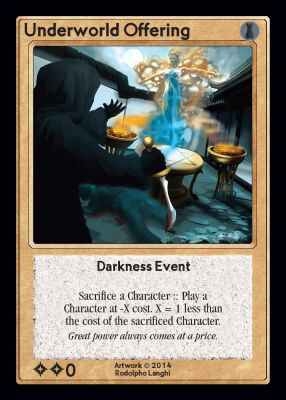 Underworld Offering
Darkness Event
Sacrifice a Character :: Play a
Character at -X cost. X = 1 less than
the cost of the sacrificed Character.
Great power always comes at a price.
0
Artwork © 2014
Rodolpho Langhi